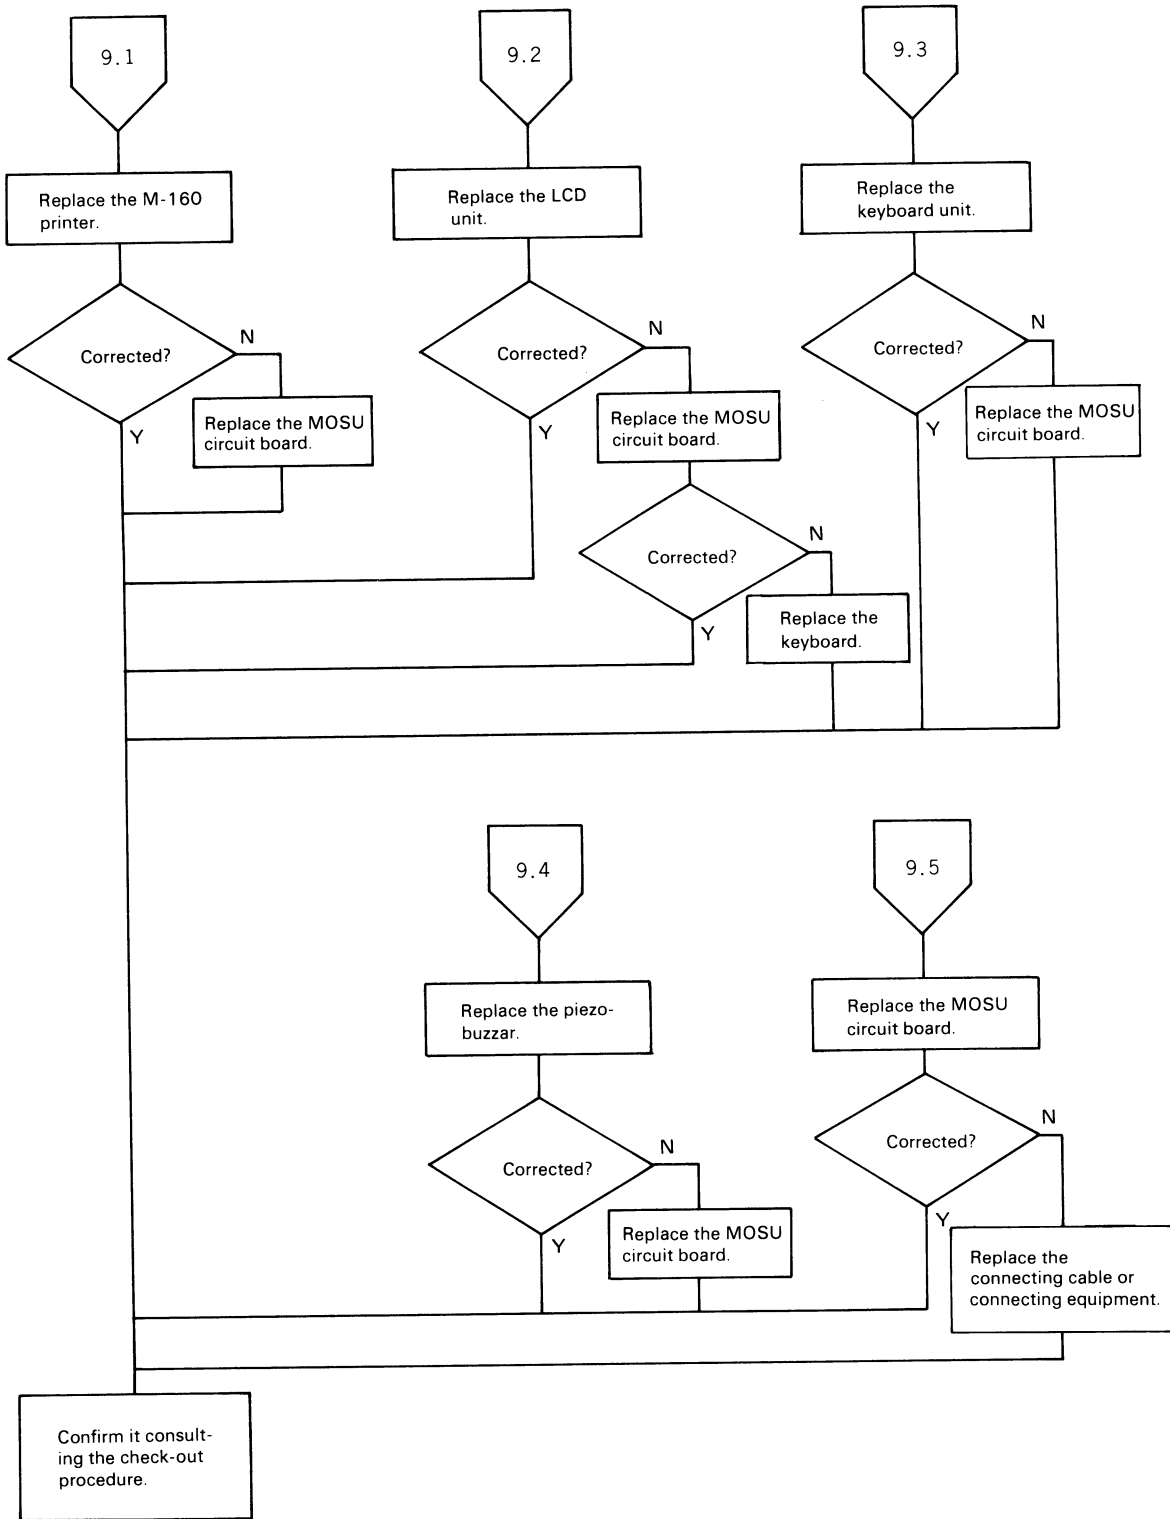 9.1
9.2
9.3
Replace the M-160
printer.
Replace the LCD
unit.
Replace the
keyboard unit.
Corrected?
N
Y
Replace the MOSU
circuit board.
Corrected?
N
Y
Replace the MOSU
circuit board.
Corrected?
N
Y
Replace the
keyboard.
Corrected?
N
Y
Replace the MOSU
circuit board.
9.4
9.5
Replace the piezo-
buzzar.
Replace the MOSU
circuit board.
Corrected?
N
Y
Replace the MOSU
circuit board.
Corrected?
N
Y
Replace the
connecting cable or
connecting equipment.
Confirm it consult-
ing the check-out
procedure.